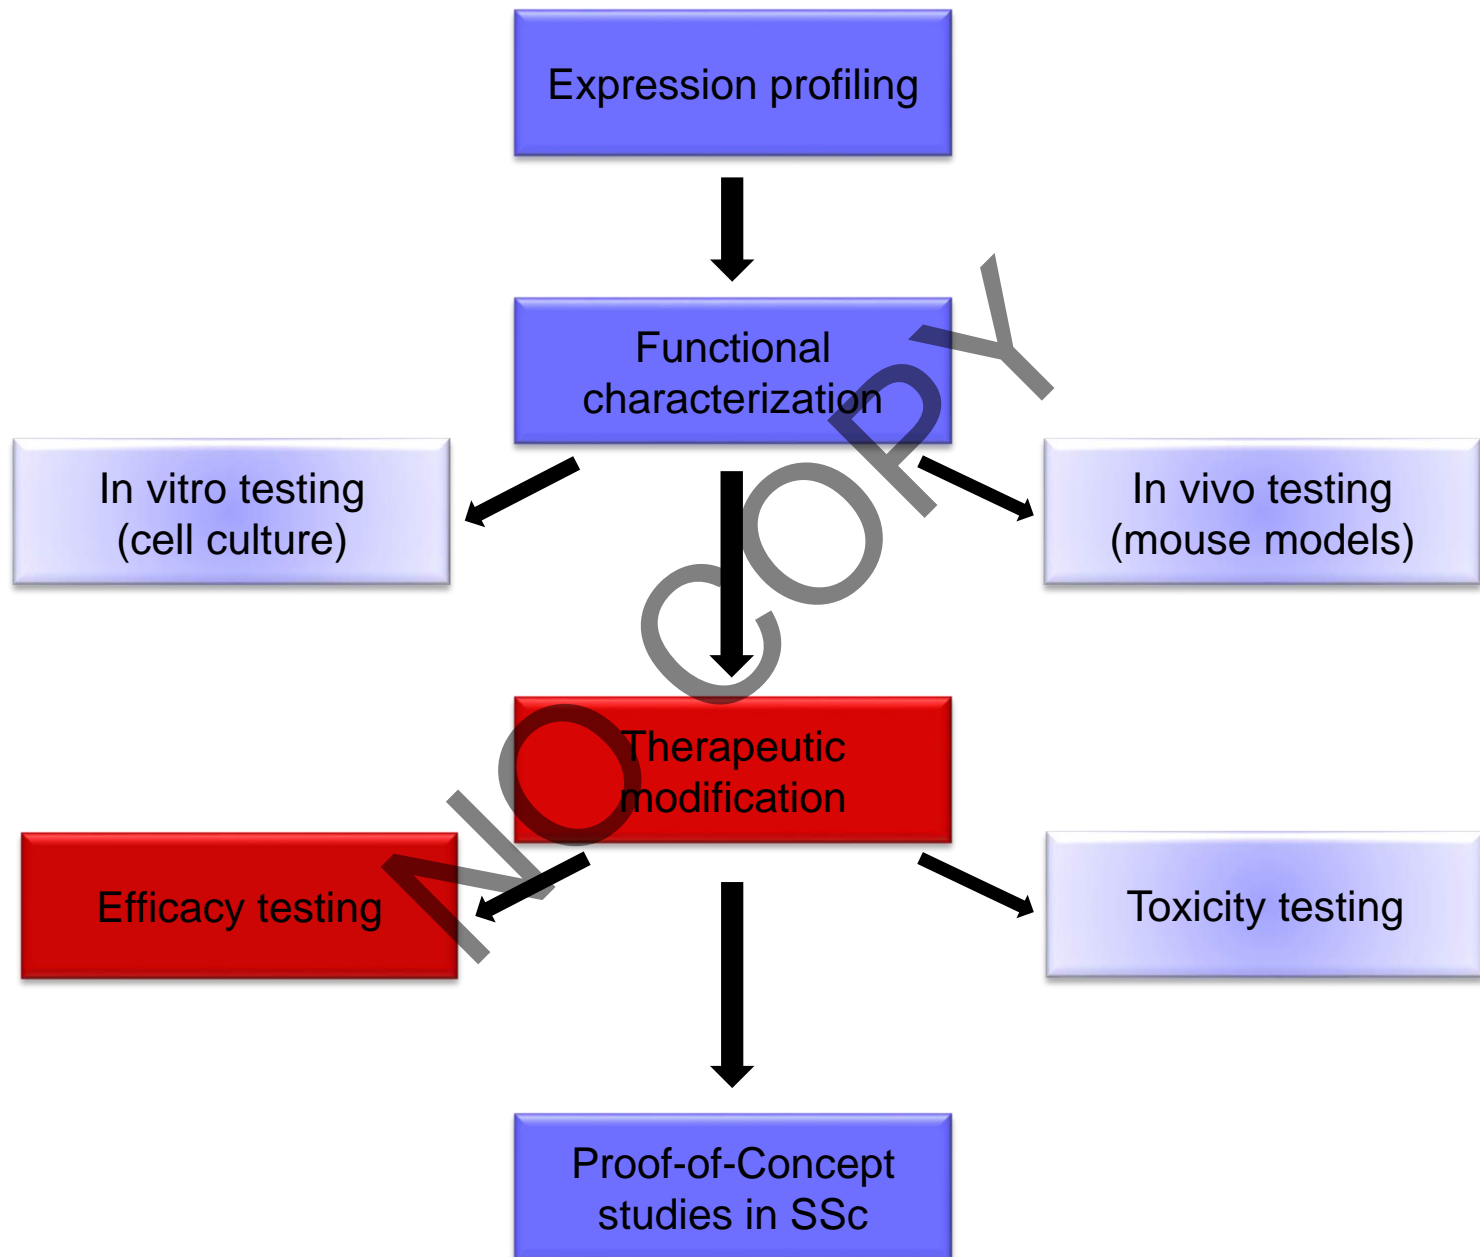 Expression profiling
Functional
characterization
In vitro testing
(cell culture)
In vivo testing
(mouse models)
Therapeutic
modification
Efficacy testing
Toxicity testing
Proof-of-Concept
studies in SSc
NO COPY